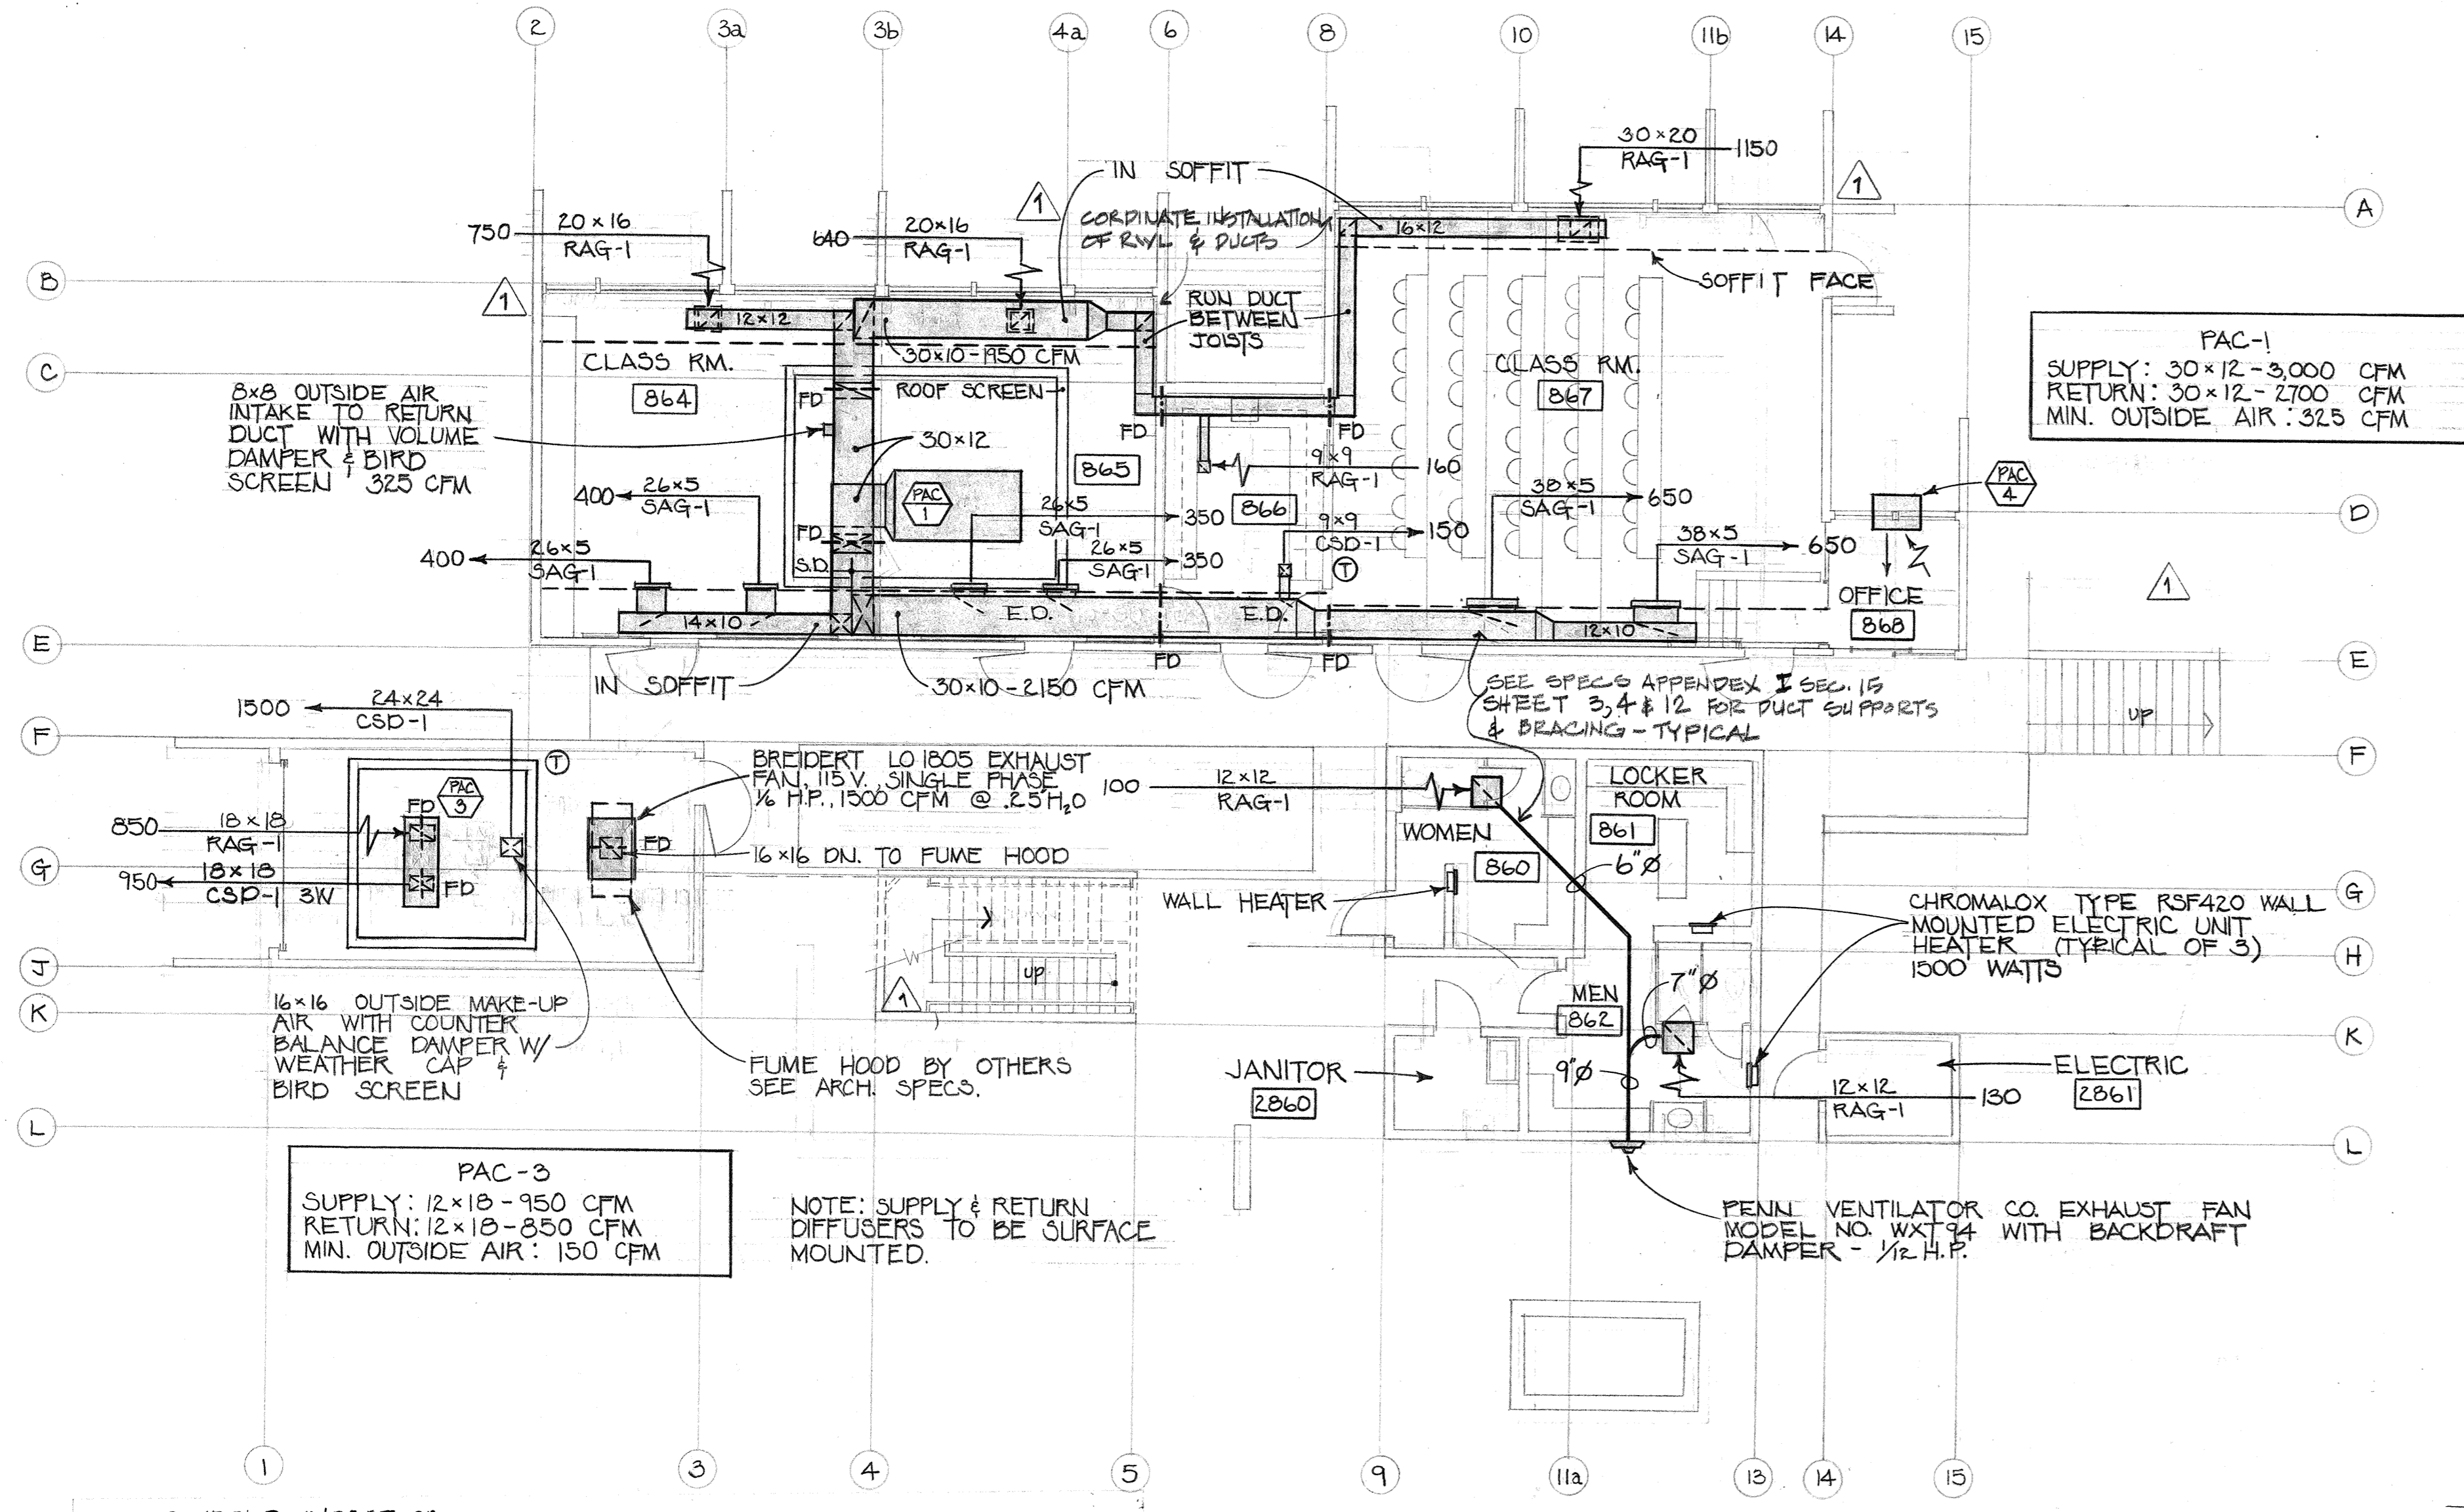 2
3a
3b
4a
6
8
10
11b
14
15
A
B
C
D
E
E
F
F
G
G
J
H
K
K
L
L
1
3
4
5
9
11a
13
14
15
30×20
RAG-1
1150
IN SOFFIT
1
1
CORDINATE INSTALLATION
OF RWL & DUCTS
16×12
SOFFIT FACE
750
20×16
RAG-1
640
20×16
RAG-1
1
12×12
30×10-1950 CFM
RUN DUCT
BETWEEN
JOISTS
CLASS RM.
864
ROOF SCREEN
CLASS RM.
867
PAC-1
SUPPLY: 30×12-3,000 CFM
RETURN: 30×12-2700 CFM
MIN. OUTSIDE AIR: 325 CFM
8×8 OUTSIDE AIR
INTAKE TO RETURN
DUCT WITH VOLUME
DAMPER & BIRD
SCREEN 325 CFM
FD
30×12
FD
FD
865
9×9
RAG-1
160
866
PAC
1
PAC
4
400
26×5
SAG-1
26×5
SAG-1
350
38×5
SAG-1
650
9×9
CSD-1
150
T
38×5
SAG-1
650
400
26×5
SAG-1
FD
S.D.
26×5
SAG-1
350
OFFICE
868
1
14×10
E.D.
E.D.
12×10
FD
FD
IN SOFFIT
30×10-2150 CFM
SEE SPECS APPENDEX I SEC. 15
SHEET 3,4 & 12 FOR DUCT SUPPORTS
& BRACING - TYPICAL
UP
1500
24×24
CSD-1
T
BREIDERT LO 1805 EXHAUST
FAN, 115 V., SINGLE PHASE
1/6 H.P., 1500 CFM @ .25"H2O
100
12×12
RAG-1
LOCKER
ROOM
861
PAC
3
FD
850
18×18
RAG-1
950
18×18
CSD-1 3W
FD
FD
16×16 DN. TO FUME HOOD
WOMEN
860
6"Ø
WALL HEATER
CHROMALOX TYPE RSF420 WALL
MOUNTED ELECTRIC UNIT
HEATER (TYPICAL OF 3)
1500 WATTS
UP
1
16×16 OUTSIDE MAKE-UP
AIR WITH COUNTER
BALANCE DAMPER W/
WEATHER CAP &
BIRD SCREEN
FUME HOOD BY OTHERS
SEE ARCH. SPECS.
MEN
862
7"Ø
9"Ø
JANITOR
2860
12×12
RAG-1
130
ELECTRIC
2861
PAC-3
SUPPLY: 12×18-950 CFM
RETURN: 12×18-850 CFM
MIN. OUTSIDE AIR: 150 CFM
NOTE: SUPPLY & RETURN
DIFFUSERS TO BE SURFACE
MOUNTED.
PENN VENTILATOR CO. EXHAUST FAN
MODEL NO. WXT94 WITH BACKDRAFT
DAMPER - 1/12 H.P.